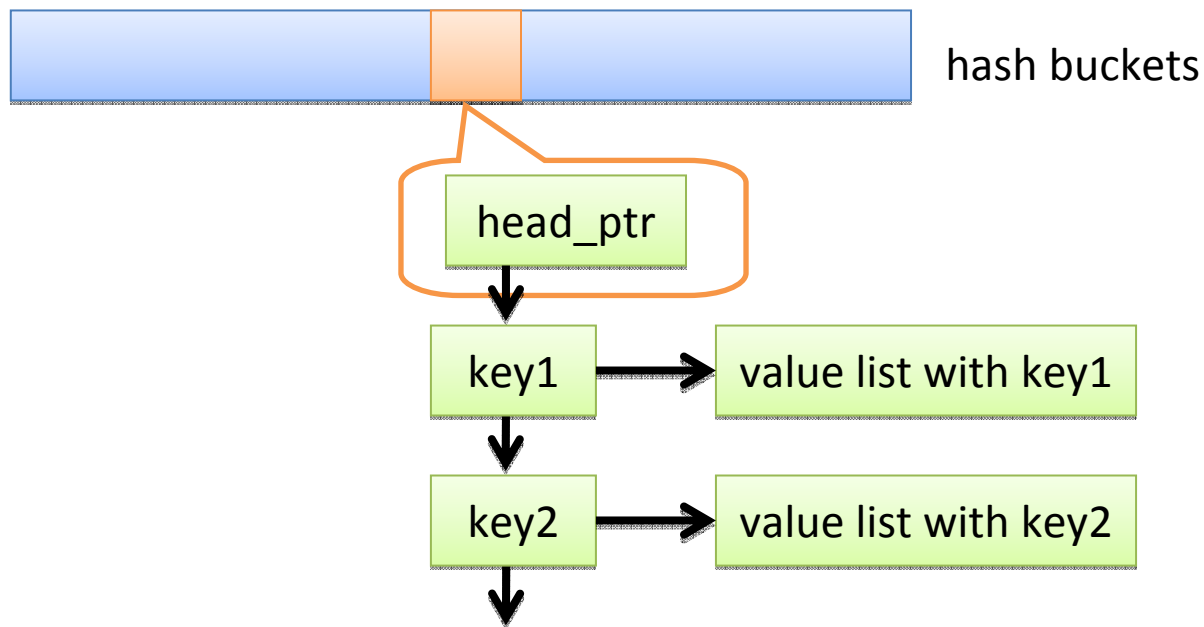 hash buckets
head_ptr
key1
value list with key1
key2
value list with key2